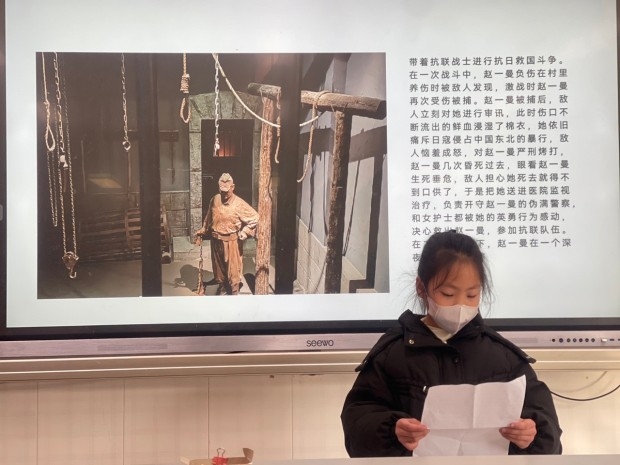 带着抗联战士进行抗日救国斗争。
在一次战斗中，赵一曼负伤在村里
养伤时被敌人发现，激战时赵一曼
再次受伤被捕。赵一曼被捕后，敌
人立刻对她进行审讯，此时伤口不
断流出的鲜血浸湿了棉衣，她依旧
痛斥日寇侵占中国东北的暴行，敌
人恼羞成怒，对赵一曼严刑烤打，
赵一曼几次昏死过去，眼看赵一曼
生死垂危，敌人担心她死去就得不
到口供了，于是把她送进医院监视
治疗，负责开守赵一曼的伪满警察，
和女护士都被她的英勇行为感动，
决心救出赵一曼，参加抗联队伍。
在 下，赵一曼在一个深
夜
seewo